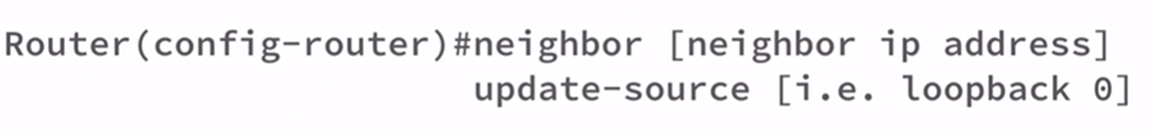 Router(config-router)#neighbor [neighbor ip address]
update-source [i.e. loopback 0]